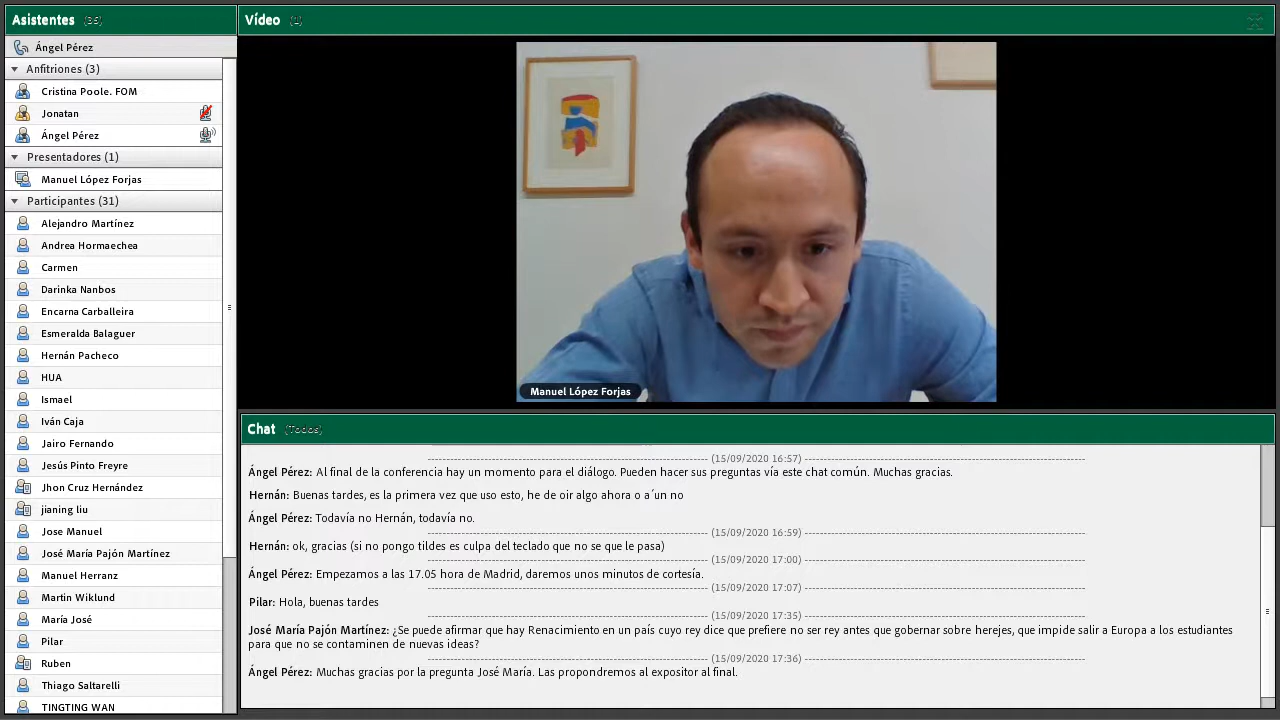 Asistentes (35)
Ángel Pérez
Anfitriones (3)
Cristina Poole. FOM
Jonatan
Ángel Pérez
Presentadores (1)
Manuel López Forjas
Participantes (31)
Alejandro Martínez
Andrea Hormaechea
Carmen
Darinka Nanbos
Encarna Carballeira
Esmeralda Balaguer
Hernán Pacheco
HUA
Ismael
Iván Caja
Jairo Fernando
Jesús Pinto Freyre
Jhon Cruz Hernández
jianing liu
Jose Manuel
José María Pajón Martínez
Manuel Herranz
Martin Wiklund
María José
Pilar
Ruben
Thiago Saltarelli
TINGTING WAN
Vídeo (1)
Manuel López Forjas
Chat (Todos)
(15/09/2020 16:57)
Ángel Pérez: Al final de la conferencia hay un momento para el diálogo. Pueden hacer sus preguntas vía este chat común. Muchas gracias.
Hernán: Buenas tardes, es la primera vez que uso esto, he de oir algo ahora o a´un no
Ángel Pérez: Todavía no Hernán, todavía no.
(15/09/2020 16:59)
Hernán: ok, gracias (si no pongo tildes es culpa del teclado que no se que le pasa)
(15/09/2020 17:00)
Ángel Pérez: Empezamos a las 17.05 hora de Madrid, daremos unos minutos de cortesía.
(15/09/2020 17:07)
Pilar: Hola, buenas tardes
(15/09/2020 17:35)
José María Pajón Martínez: ¿Se puede afirmar que hay Renacimiento en un país cuyo rey dice que prefiere no ser rey antes que gobernar sobre herejes, que impide salir a Europa a los estudiantes
para que no se contaminen de nuevas ideas?
(15/09/2020 17:36)
Ángel Pérez: Muchas gracias por la pregunta José María. Las propondremos al expositor al final.